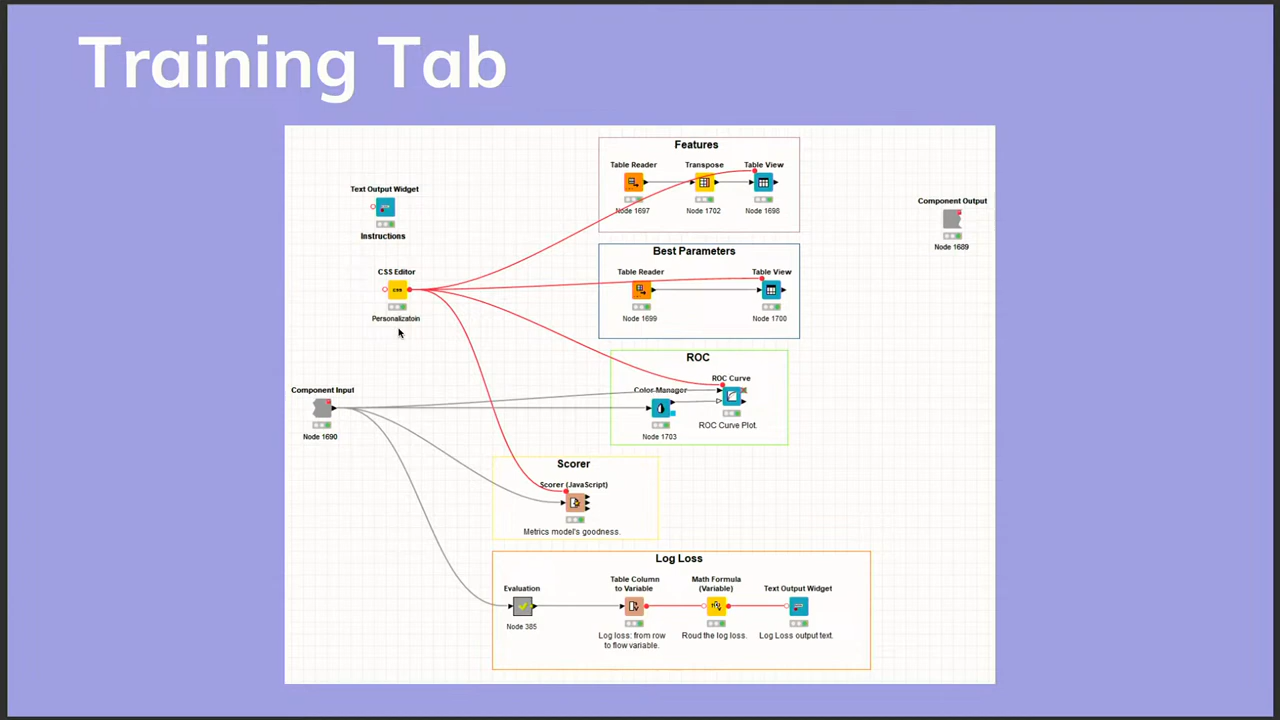 Training Tab
Features
Table Reader
Transpose
Table View
Node 1697
Node 1702
Node 1698
Text Output Widget
Instructions
Component Output
Node 1689
Best Parameters
CSS Editor
css
Personalizatoin
Table Reader
Table View
Node 1699
Node 1700
ROC
Component Input
Node 1690
Color Manager
ROC Curve
Node 1703
ROC Curve Plot.
Scorer
Scorer (JavaScript)
Metrics model's goodness.
Log Loss
Evaluation
Node 385
Table Column
to Variable
Log loss: from row
to flow variable.
Math Formula
(Variable)
Roud the log loss.
Text Output Widget
Log Loss output text.